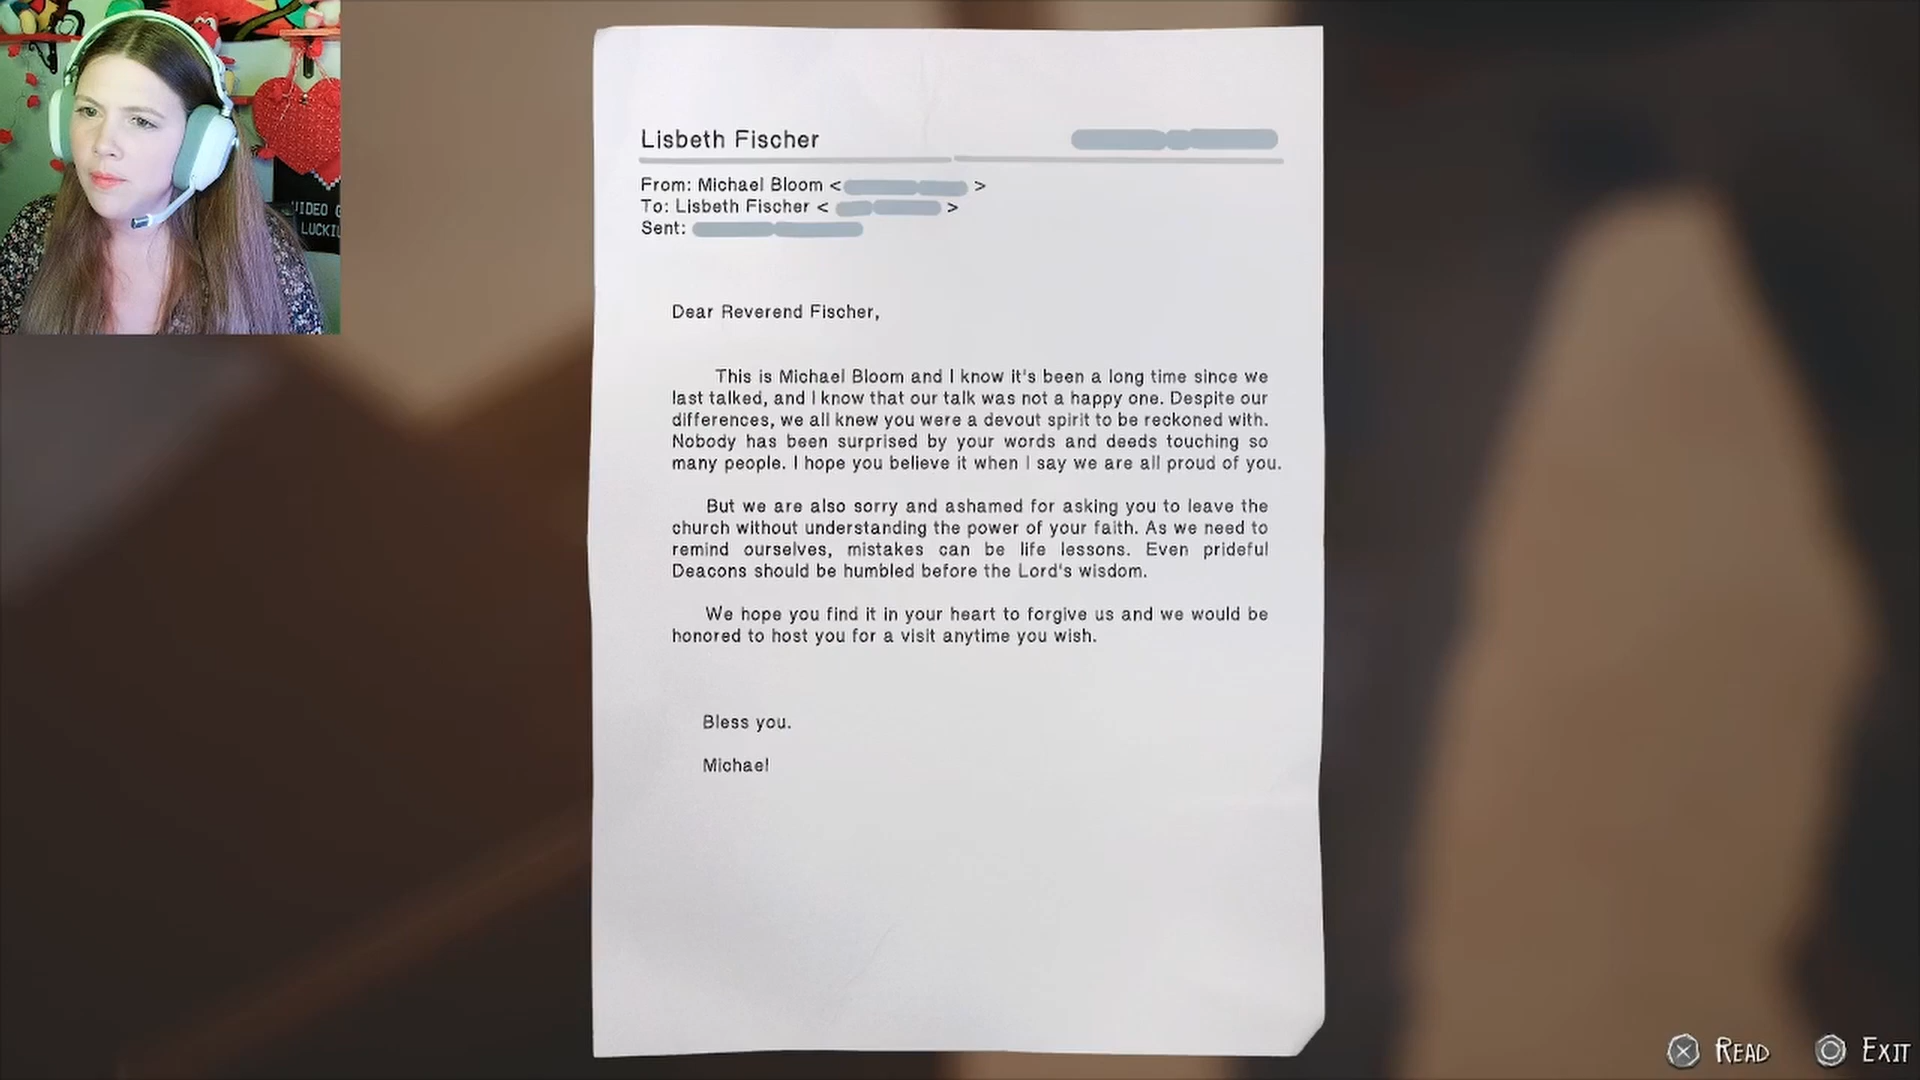 Lisbeth Fischer
From: Michael Bloom < >
To: Lisbeth Fischer < >
Sent:
Dear Reverend Fischer,
This is Michael Bloom and I know it's been a long time since we
last talked, and I know that our talk was not a happy one. Despite our
differences, we all knew you were a devout spirit to be reckoned with.
Nobody has been surprised by your words and deeds touching so
many people. I hope you believe it when I say we are all proud of you.
But we are also sorry and ashamed for asking you to leave the
church without understanding the power of your faith. As we need to
remind ourselves, mistakes can be life lessons. Even prideful
Deacons should be humbled before the Lord's wisdom.
We hope you find it in your heart to forgive us and we would be
honored to host you for a visit anytime you wish.
Bless you.
Michael
VIDEO G
LUCKI
READ
EXIT